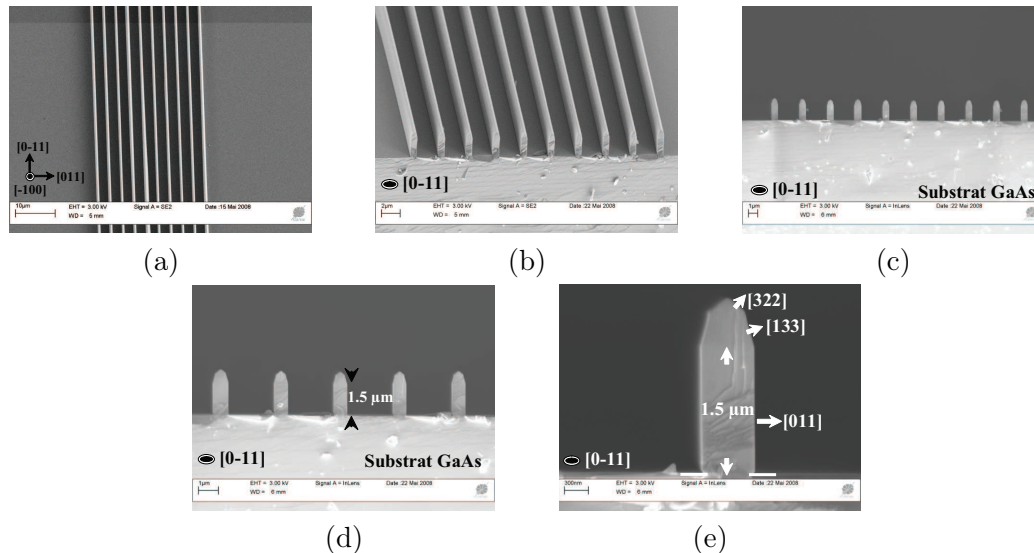 [0-11]
[011]
[-100]
10µm EHT = 3.00 kV Signal A = SE2 Date :15 Mai 2008
WD = 5 mm
(a)
[0-11]
2µm EHT = 3.00 kV Signal A = SE2 Date :22 Mai 2008
WD = 5 mm
(b)
[0-11] Substrat GaAs
1µm EHT = 3.00 kV Signal A = InLens Date :22 Mai 2008
WD = 6 mm
(c)
1.5 µm
[0-11] Substrat GaAs
1µm EHT = 3.00 kV Signal A = InLens Date :22 Mai 2008
WD = 6 mm
(d)
[322]
[133]
1.5 µm
[011]
[0-11]
300nm EHT = 3.00 kV Signal A = InLens Date :22 Mai 2008
WD = 6 mm
(e)